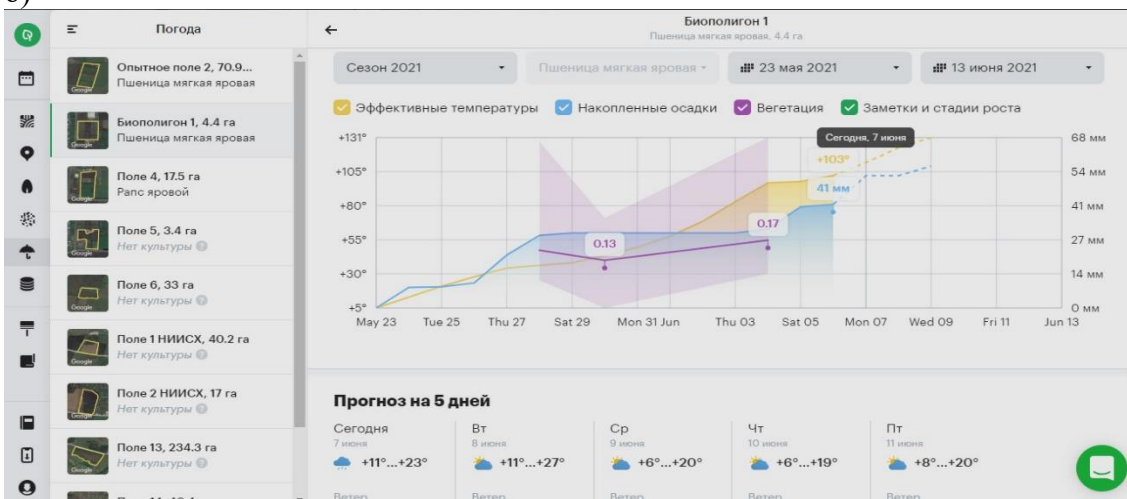 Погода
Опытное поле 2, 70.9...
Пшеница мягкая яровая
Биополигон 1, 4.4 га
Пшеница мягкая яровая
Поле 4, 17.5 га
Рапс яровой
Поле 5, 3.4 га
Нет культуры
Поле 6, 33 га
Нет культуры
Поле 1 НИИСХ, 40.2 га
Нет культуры
Поле 2 НИИСХ, 17 га
Нет культуры
Поле 13, 234.3 га
Нет культуры
Биополигон 1
Пшеница мягкая яровая, 4.4 га
Сезон 2021
Пшеница мягкая яровая
23 мая 2021
13 июня 2021
Эффективные температуры
Накопленные осадки
Вегетация
Заметки и стадии роста
Сегодня, 7 июня
+131° 68 мм
+103°
+105° 54 мм
41 мм
+80° 41 мм
0.17
+55° 0.13 27 мм
+30° 14 мм
+5° 0 мм
May 23 Tue 25 Thu 27 Sat 29 Mon 31 Jun Thu 03 Sat 05 Mon 07 Wed 09 Fri 11 Jun 13
Прогноз на 5 дней
Сегодня Вт Ср Чт Пт
7 июня 8 июня 9 июня 10 июня 11 июня
+11°...+23° +11°...+27° +6°...+20° +6°...+19° +8°...+20°
Ветер Ветер Ветер Ветер Ветер